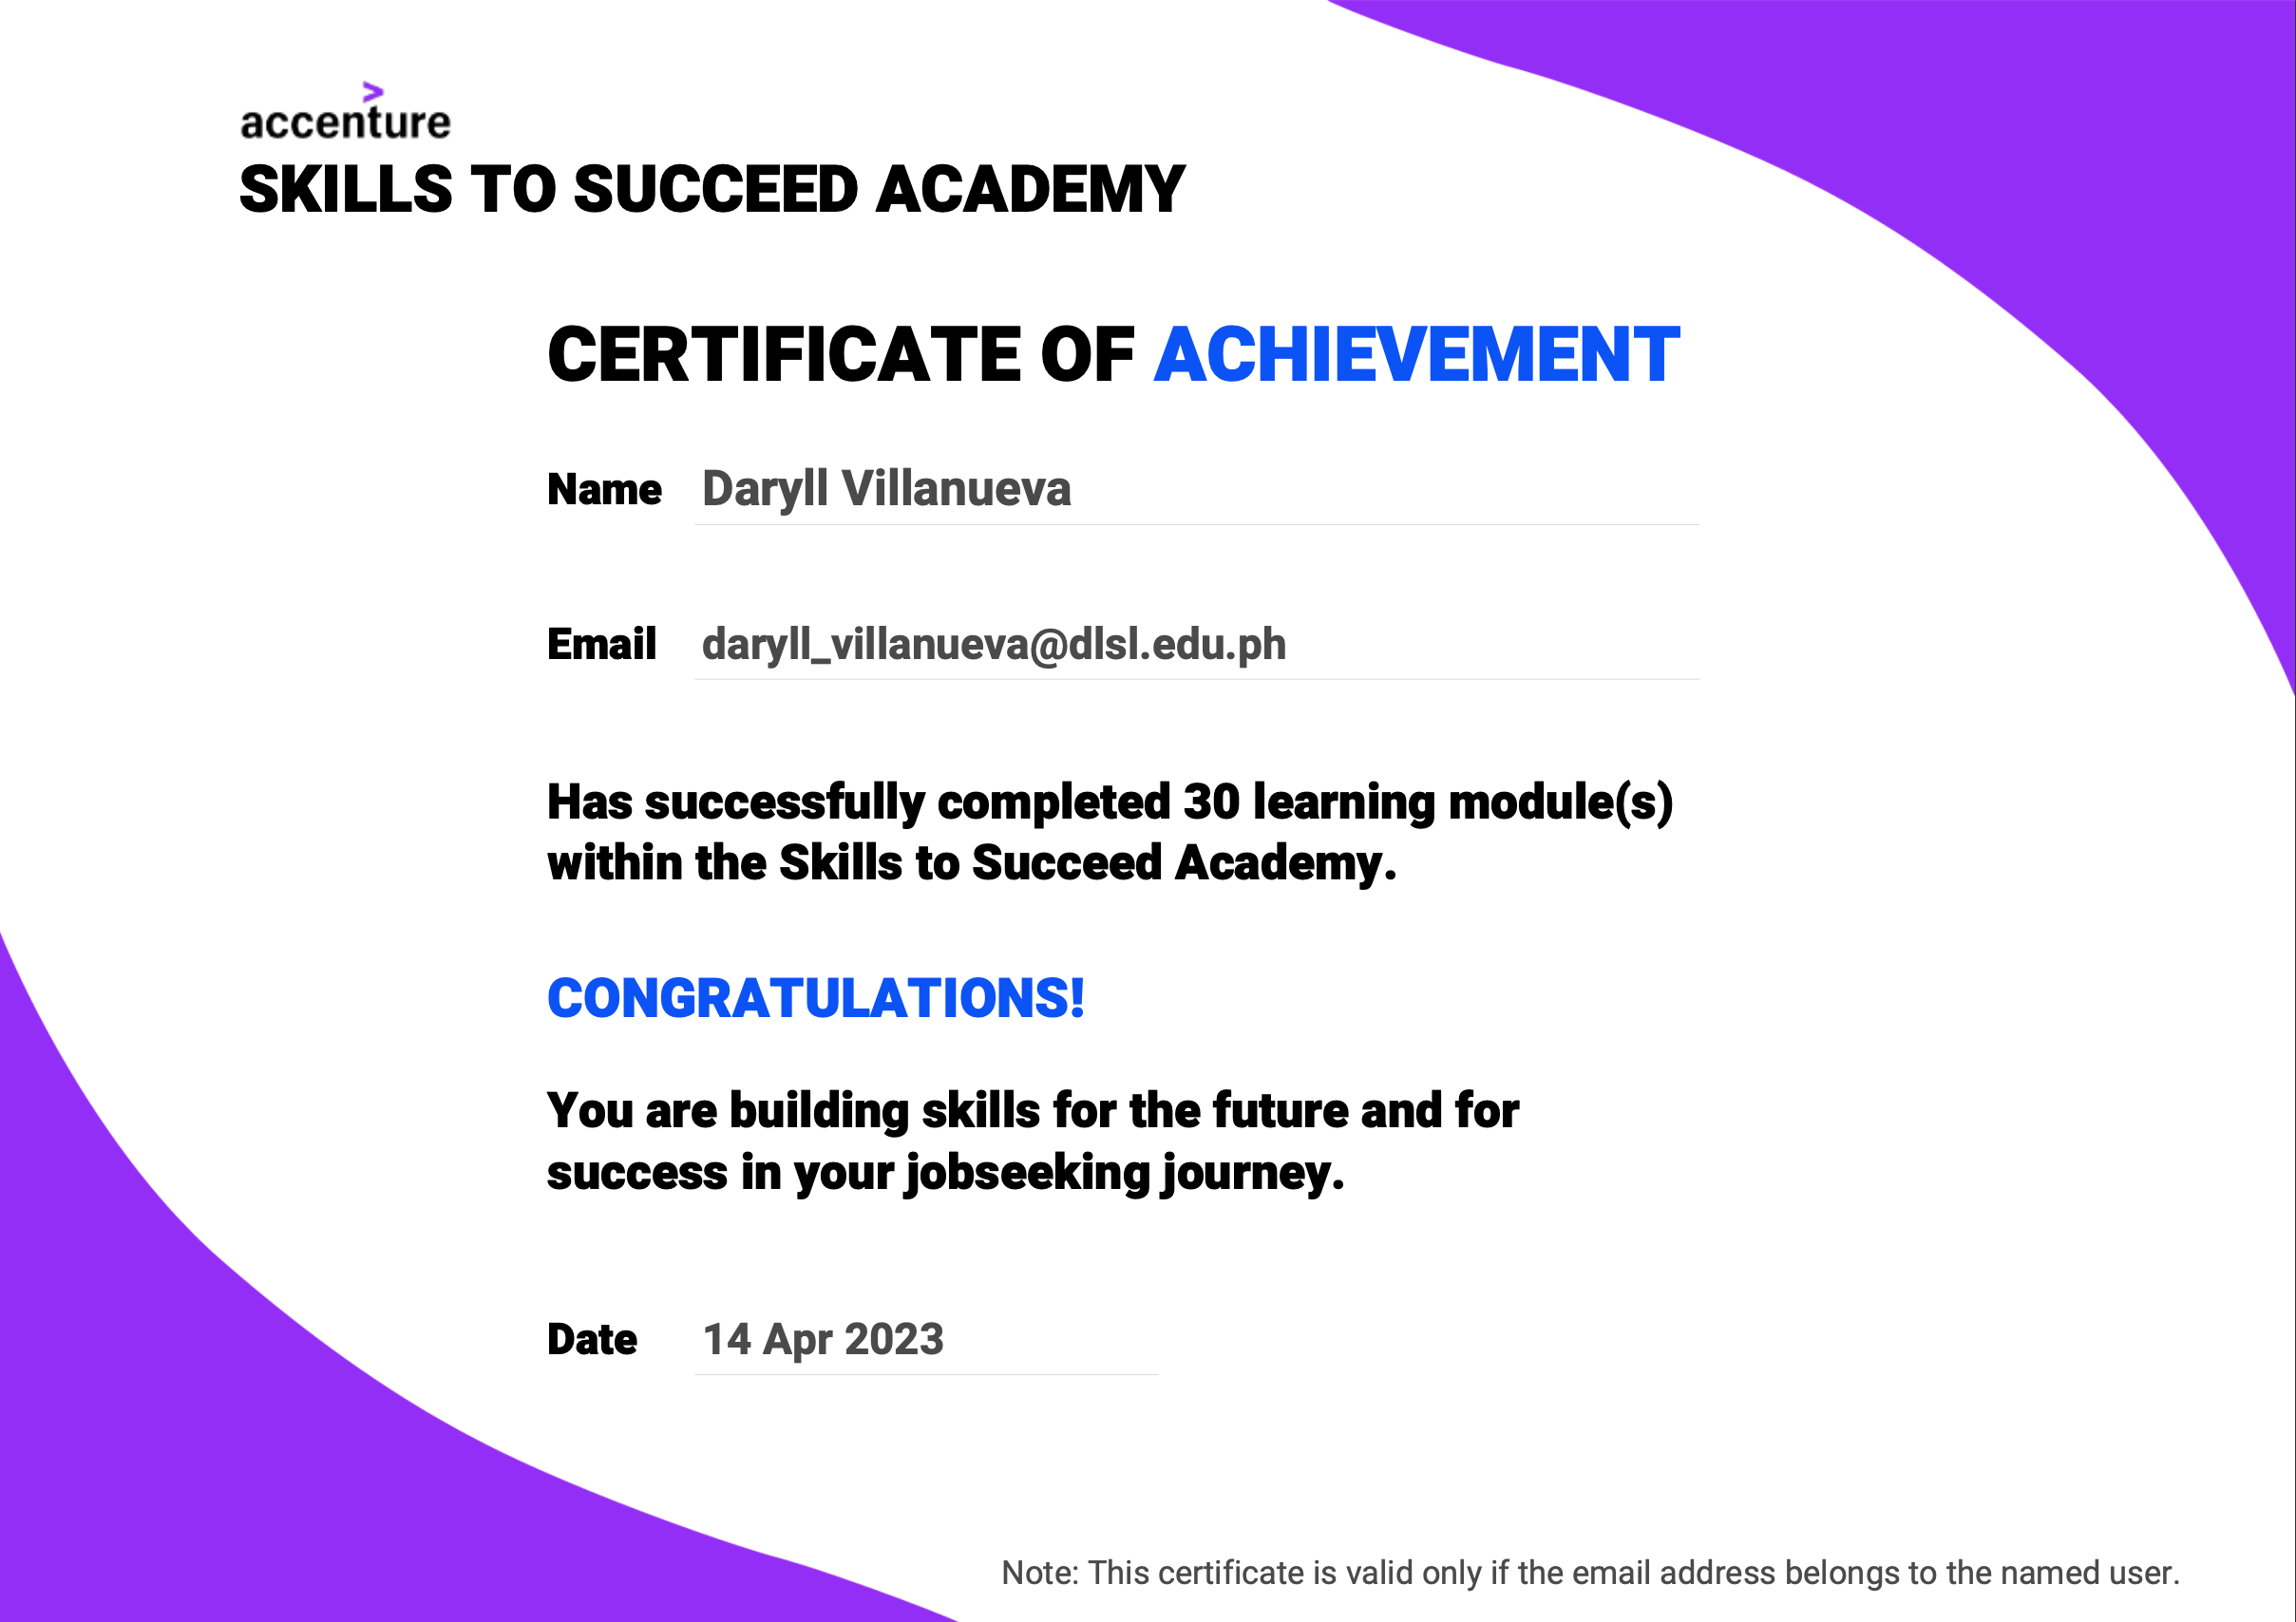 accenture
SKILLS TO SUCCEED ACADEMY
CERTIFICATE OF ACHIEVEMENT
Name Daryll Villanueva
Email daryll_villanueva@dlsl.edu.ph
Has successfully completed 30 learning module(s)
within the Skills to Succeed Academy.
CONGRATULATIONS!
You are building skills for the future and for
success in your jobseeking journey.
Date 14 Apr 2023
Note: This certificate is valid only if the email address belongs to the named user.